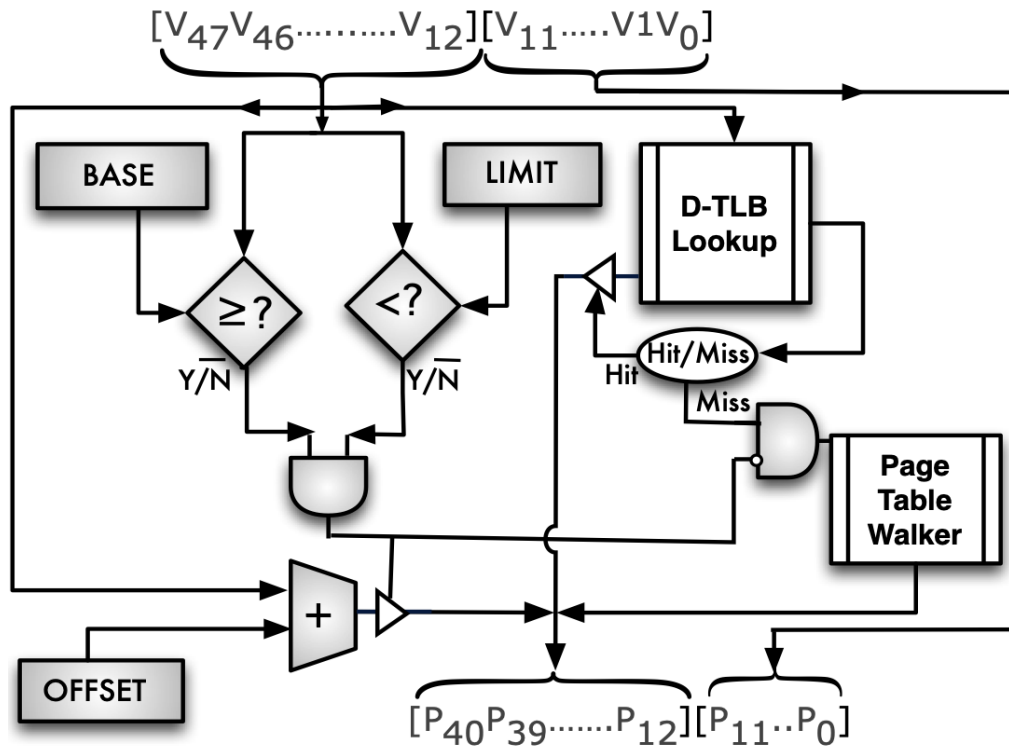 [V47V46..........V12][V11.....V1V0]
BASE
LIMIT
D-TLB
Lookup
≥?
<?
Y/N̅
Y/N̅
Hit/Miss
Hit
Miss
Page
Table
Walker
+
OFFSET
[P40P39.......P12][P11..P0]